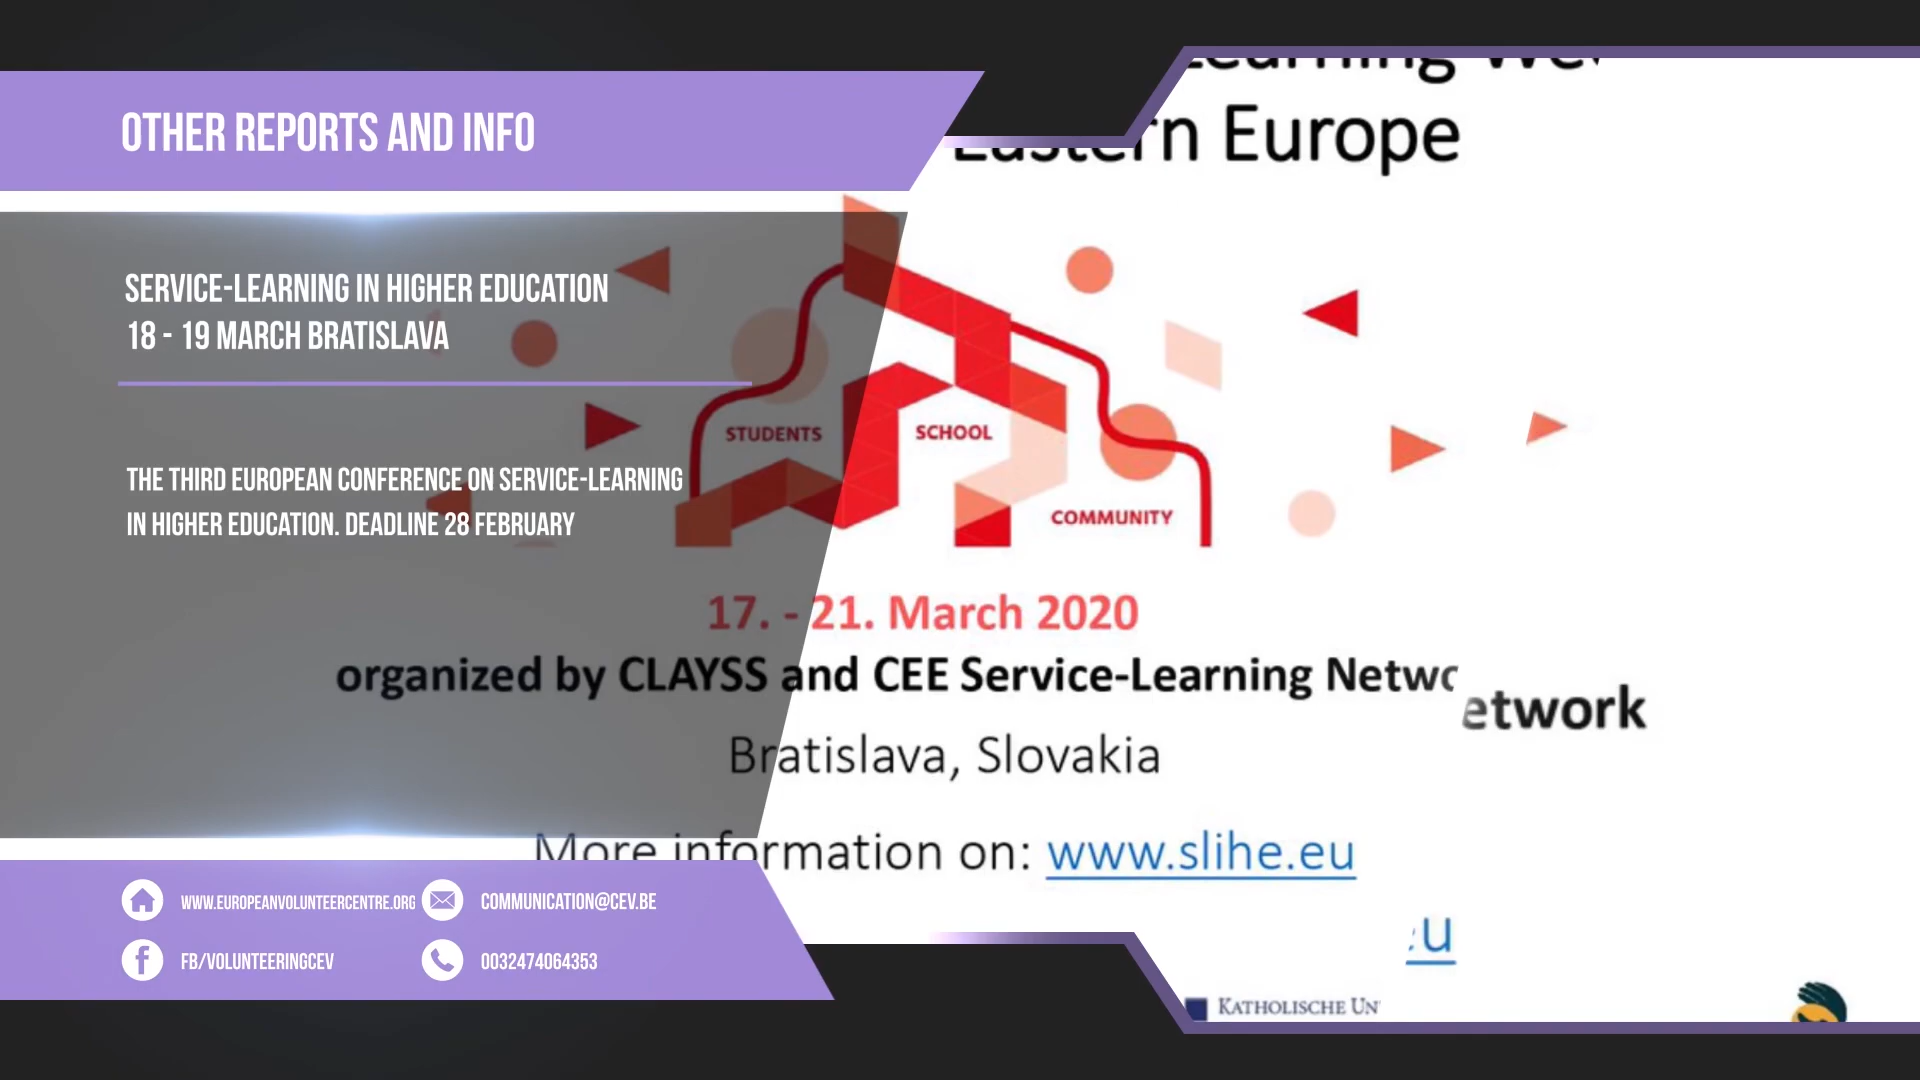 OTHER REPORTS AND INFO
SERVICE-LEARNING IN HIGHER EDUCATION
18 - 19 MARCH BRATISLAVA
THE THIRD EUROPEAN CONFERENCE ON SERVICE-LEARNING
IN HIGHER EDUCATION. DEADLINE 28 FEBRUARY
WWW.EUROPEANVOLUNTEERCENTRE.ORG
COMMUNICATION@CEV.BE
FB/VOLUNTEERINGCEV
0032474064353
Learning
Eastern Europe
STUDENTS
SCHOOL
COMMUNITY
17. - 21. March 2020
organized by CLAYSS and CEE Service-Learning Netwo
etwork
Bratislava, Slovakia
More information on: www.slihe.eu
u
KATHOLISCHE UN